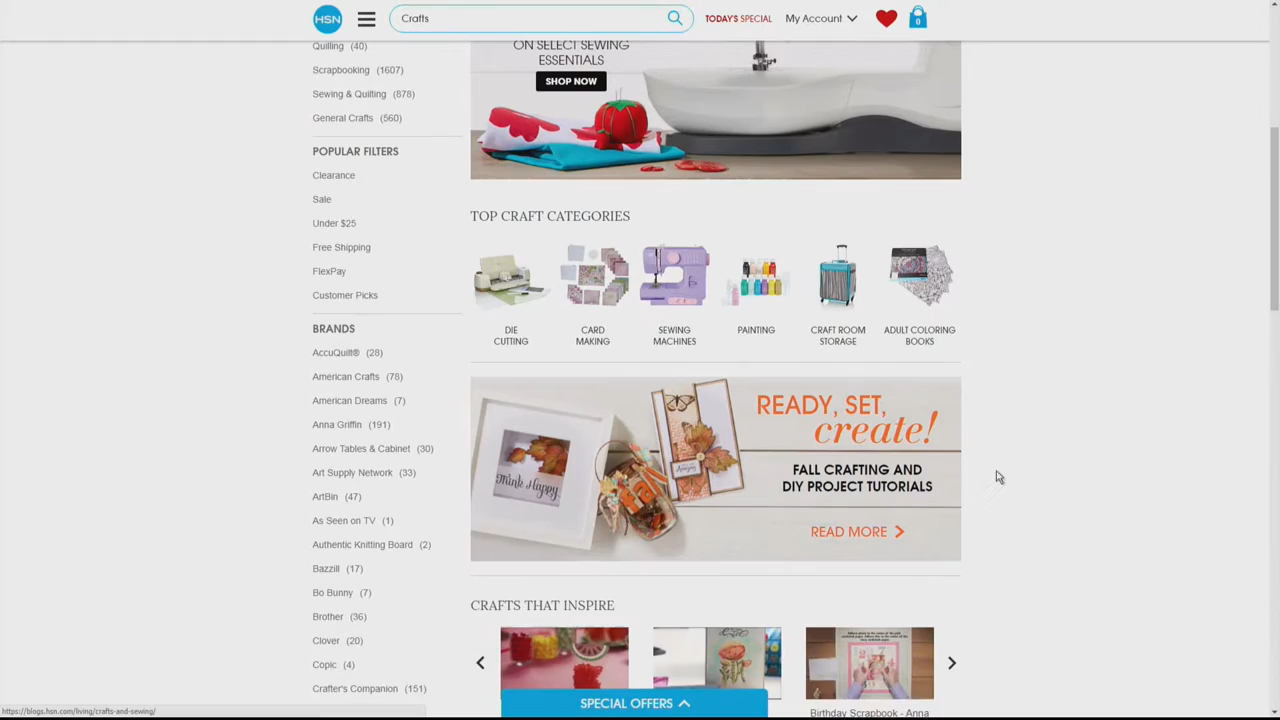 HSN
Crafts
TODAY'S SPECIAL
My Account
0
Quilling (40)
Scrapbooking (1607)
Sewing & Quilting (878)
General Crafts (560)
POPULAR FILTERS
Clearance
Sale
Under $25
Free Shipping
FlexPay
Customer Picks
BRANDS
AccuQuilt® (28)
American Crafts (78)
American Dreams (7)
Anna Griffin (191)
Arrow Tables & Cabinet (30)
Art Supply Network (33)
ArtBin (47)
As Seen on TV (1)
Authentic Knitting Board (2)
Bazzill (17)
Bo Bunny (7)
Brother (36)
Clover (20)
Copic (4)
Crafter's Companion (151)
ON SELECT SEWING
ESSENTIALS
SHOP NOW
TOP CRAFT CATEGORIES
DIE
CUTTING
CARD
MAKING
SEWING
MACHINES
PAINTING
CRAFT ROOM
STORAGE
ADULT COLORING
BOOKS
Think Happy
fall
READY, SET,
create!
FALL CRAFTING AND
DIY PROJECT TUTORIALS
READ MORE
CRAFTS THAT INSPIRE
Birthday Scrapbook - Anna
SPECIAL OFFERS
https://blogs.hsn.com/living/crafts-and-sewing/